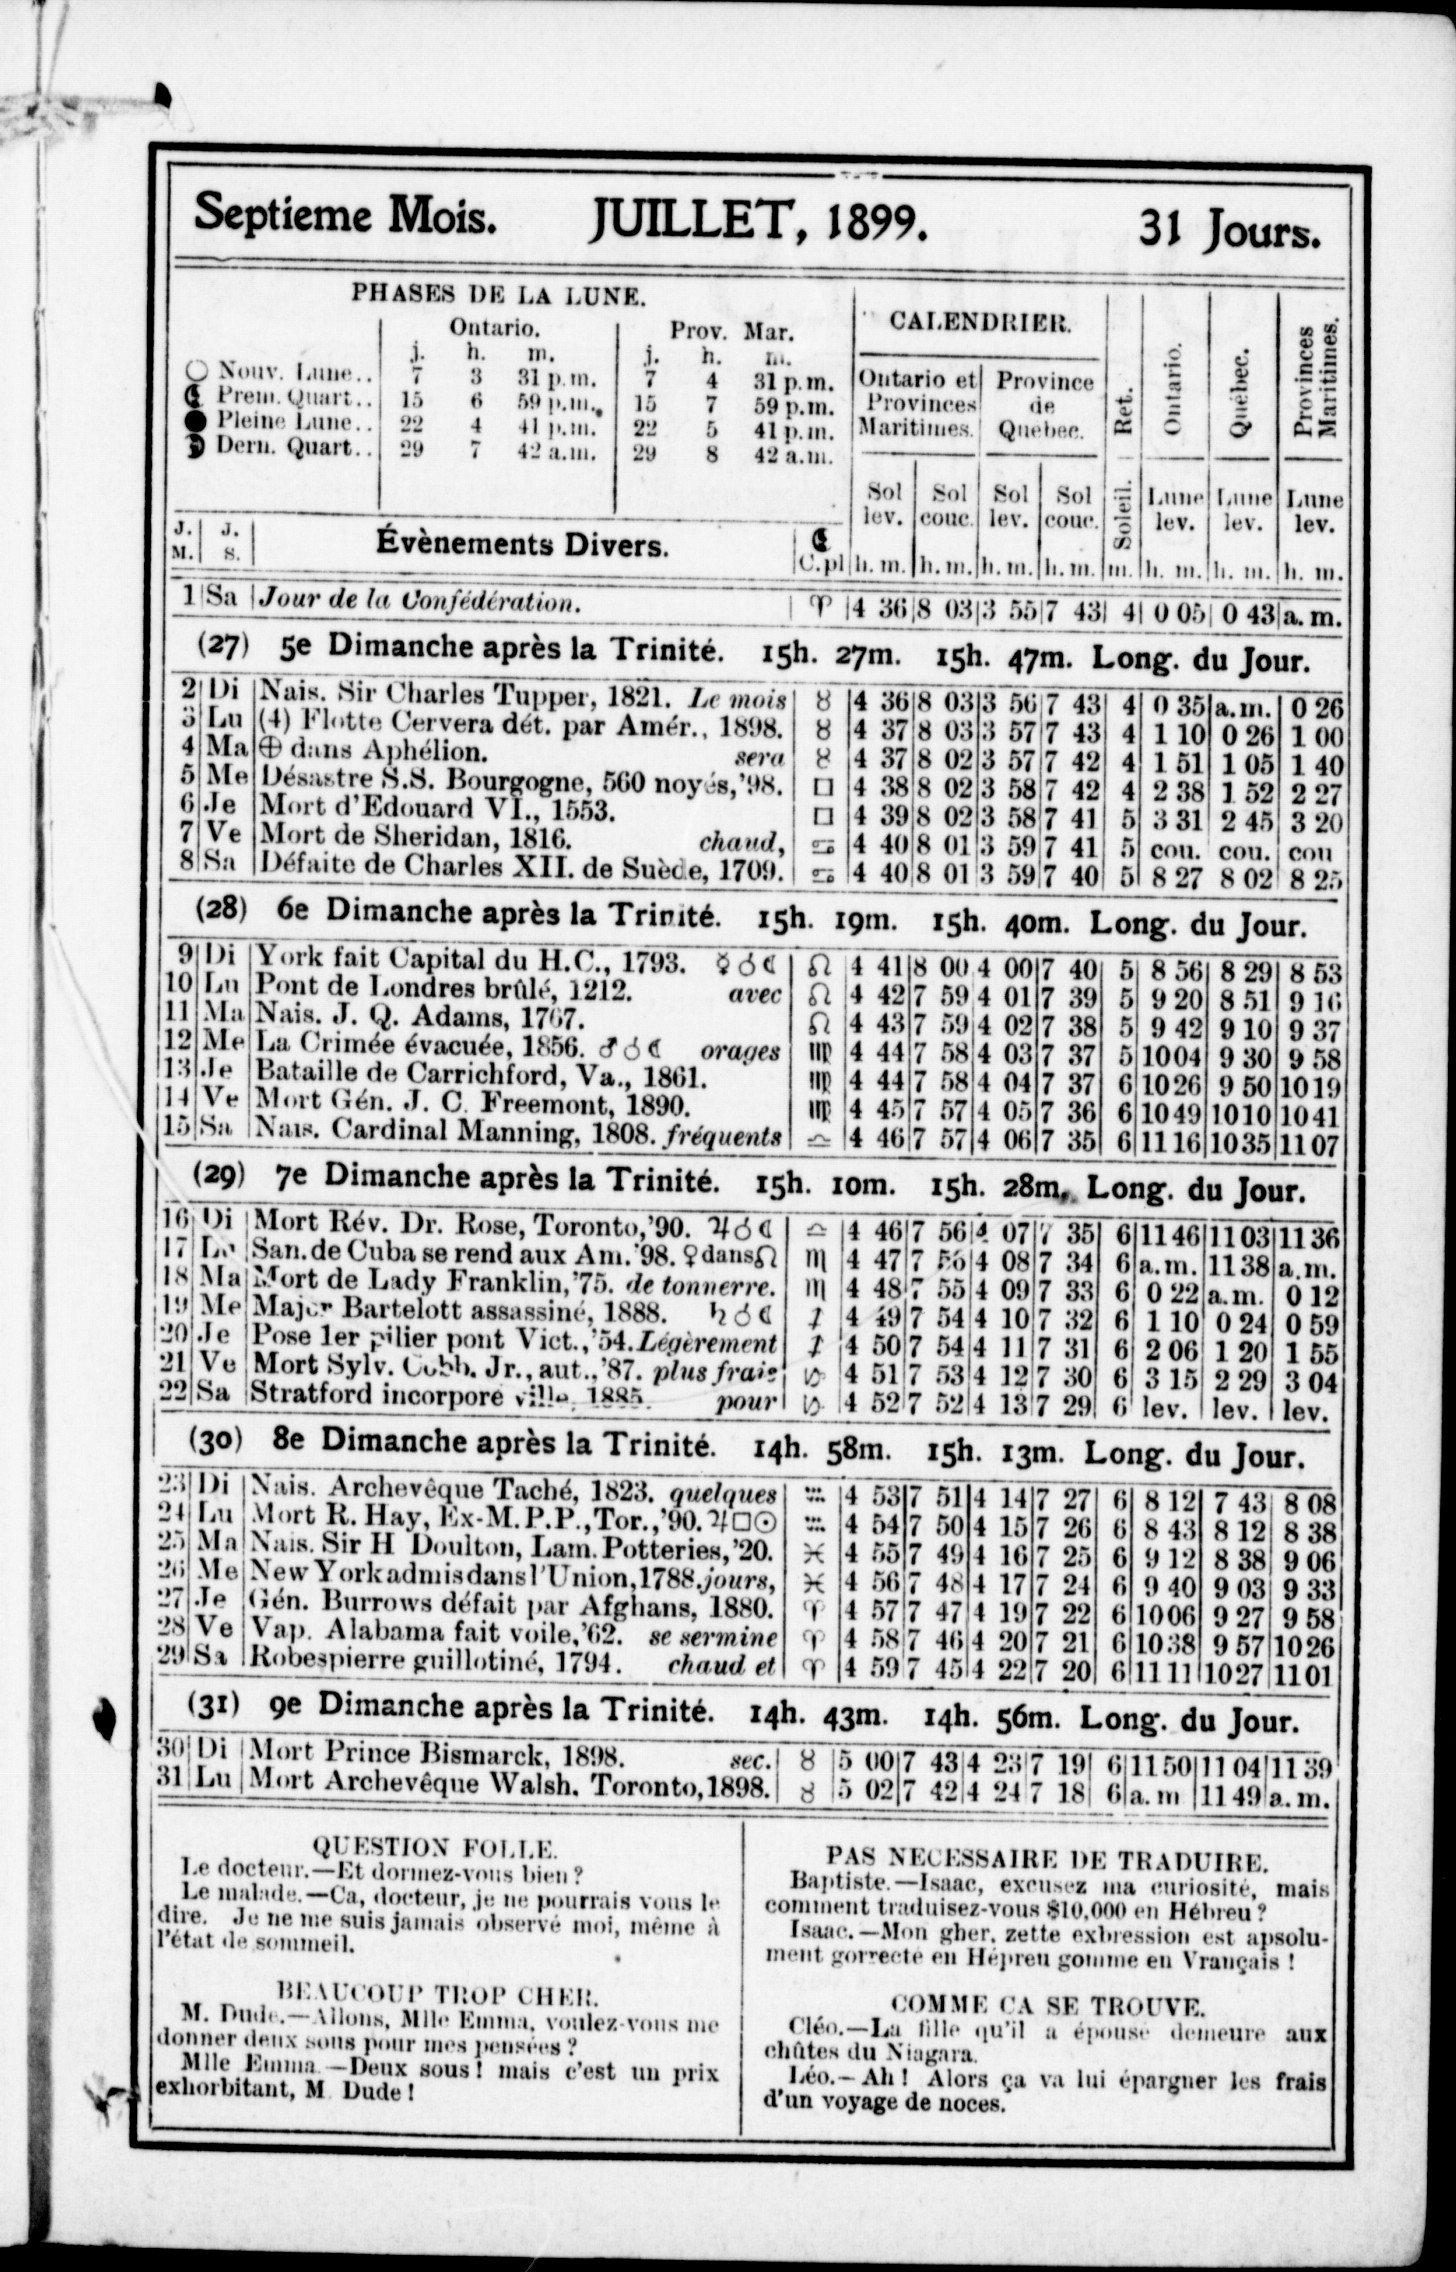 Septieme Mois. JUILLET, 1899. 31 Jours.
PHASES DE LA LUNE.
Ontario. Prov. Mar.
j. h. m. j. h. m.
Nouv. Lune.. 7 3 31 p.m. 7 4 31 p.m.
Prem. Quart.. 15 6 59 p.m. 15 7 59 p.m.
Pleine Lune.. 22 4 41 p.m. 22 5 41 p.m.
Dern. Quart.. 29 7 42 a.m. 29 8 42 a.m.
CALENDRIER.
Ontario et Provinces Maritimes. Province de Quebec.
Soleil. Ret. Ontario. Québec. Provinces Maritimes.
Sol lev. Sol couc. Sol lev. Sol couc. Lune lev. Lune lev. Lune lev.
J. M. J. S. Évènements Divers. ☾ C.pl h. m. h. m. h. m. h. m. m. h. m. h. m. h. m.
1 Sa Jour de la Confédération. ♈ 4 36 8 03 3 55 7 43 4 0 05 0 43 a.m.
(27) 5e Dimanche après la Trinité. 15h. 27m. 15h. 47m. Long. du Jour.
2 Di Nais. Sir Charles Tupper, 1821. Le mois ♉ 4 36 8 03 3 56 7 43 4 0 35 a.m. 0 26
3 Lu (4) Flotte Cervera dét. par Amér., 1898. ♉ 4 37 8 03 3 57 7 43 4 1 10 0 26 1 00
4 Ma ⊕ dans Aphélion. sera ♉ 4 37 8 02 3 57 7 42 4 1 51 1 05 1 40
5 Me Désastre S.S. Bourgogne, 560 noyés,'98. □ 4 38 8 02 3 58 7 42 4 2 38 1 52 2 27
6 Je Mort d'Edouard VI., 1553. □ 4 39 8 02 3 58 7 41 5 3 31 2 45 3 20
7 Ve Mort de Sheridan, 1816. chaud, ♋ 4 40 8 01 3 59 7 41 5 cou. cou. cou
8 Sa Défaite de Charles XII. de Suède, 1709. ♋ 4 40 8 01 3 59 7 40 5 8 27 8 02 8 25
(28) 6e Dimanche après la Trinité. 15h. 19m. 15h. 40m. Long. du Jour.
9 Di York fait Capital du H.C., 1793. ☿☌☾ ♌ 4 41 8 00 4 00 7 40 5 8 56 8 29 8 53
10 Lu Pont de Londres brûlé, 1212. avec ♌ 4 42 7 59 4 01 7 39 5 9 20 8 51 9 16
11 Ma Nais. J. Q. Adams, 1767. ♌ 4 43 7 59 4 02 7 38 5 9 42 9 10 9 37
12 Me La Crimée évacuée, 1856. ♂☌☾ orages ♍ 4 44 7 58 4 03 7 37 5 10 04 9 30 9 58
13 Je Bataille de Carrichford, Va., 1861. ♍ 4 44 7 58 4 04 7 37 6 10 26 9 50 10 19
14 Ve Mort Gén. J. C. Freemont, 1890. ♍ 4 45 7 57 4 05 7 36 6 10 49 10 10 10 41
15 Sa Nais. Cardinal Manning, 1808. fréquents ♎ 4 46 7 57 4 06 7 35 6 11 16 10 35 11 07
(29) 7e Dimanche après la Trinité. 15h. 10m. 15h. 28m. Long. du Jour.
16 Di Mort Rév. Dr. Rose, Toronto,'90. ♃☌☾ ♎ 4 46 7 56 4 07 7 35 6 11 46 11 03 11 36
17 Lu San. de Cuba se rend aux Am. '98. ♀ dans ☊ ♏ 4 47 7 56 4 08 7 34 6 a.m. 11 38 a.m.
18 Ma Mort de Lady Franklin,'75. de tonnerre. ♏ 4 48 7 55 4 09 7 33 6 0 22 a.m. 0 12
19 Me Major Bartelott assassiné, 1888. ♄☌☾ ♐ 4 49 7 54 4 10 7 32 6 1 10 0 24 0 59
20 Je Pose 1er pilier pont Vict.,'54. Légèrement ♐ 4 50 7 54 4 11 7 31 6 2 06 1 20 1 55
21 Ve Mort Sylv. Cobb. Jr., aut.,'87. plus frais ♑ 4 51 7 53 4 12 7 30 6 3 15 2 29 3 04
22 Sa Stratford incorporé ville, 1885. pour ♑ 4 52 7 52 4 13 7 29 6 lev. lev. lev.
(30) 8e Dimanche après la Trinité. 14h. 58m. 15h. 13m. Long. du Jour.
23 Di Nais. Archevêque Taché, 1823. quelques ♒ 4 53 7 51 4 14 7 27 6 8 12 7 43 8 08
24 Lu Mort R. Hay, Ex-M.P.P., Tor.,'90. ♃□☉ ♒ 4 54 7 50 4 15 7 26 6 8 43 8 12 8 38
25 Ma Nais. Sir H Doulton, Lam. Potteries,'20. ♓ 4 55 7 49 4 16 7 25 6 9 12 8 38 9 06
26 Me New York admis dans l'Union, 1788. jours, ♓ 4 56 7 48 4 17 7 24 6 9 40 9 03 9 33
27 Je Gén. Burrows défait par Afghans, 1880. ♈ 4 57 7 47 4 19 7 22 6 10 06 9 27 9 58
28 Ve Vap. Alabama fait voile,'62. se sermine ♈ 4 58 7 46 4 20 7 21 6 10 38 9 57 10 26
29 Sa Robespierre guillotiné, 1794. chaud et ♈ 4 59 7 45 4 22 7 20 6 11 11 10 27 11 01
(31) 9e Dimanche après la Trinité. 14h. 43m. 14h. 56m. Long. du Jour.
30 Di Mort Prince Bismarck, 1898. sec. ♉ 5 00 7 43 4 23 7 19 6 11 50 11 04 11 39
31 Lu Mort Archevêque Walsh, Toronto, 1898. ♉ 5 02 7 42 4 24 7 18 6 a. m 11 49 a.m.
QUESTION FOLLE.
Le docteur.—Et dormez-vous bien ?
Le malade.—Ca, docteur, je ne pourrais vous le
dire. Je ne me suis jamais observé moi, même à
l'état de sommeil.
BEAUCOUP TROP CHER.
M. Dude.—Allons, Mlle Emma, voulez-vous me
donner deux sous pour mes pensées ?
Mlle Emma.—Deux sous ! mais c'est un prix
exhorbitant, M. Dude !
PAS NECESSAIRE DE TRADUIRE.
Baptiste.—Isaac, excusez ma curiosité, mais
comment traduisez-vous $10,000 en Hébreu ?
Isaac.—Mon gher, zette exbression est apsolu-
ment gorrecte en Hépreu gomme en Vrançais !
COMME CA SE TROUVE.
Cléo.—La fille qu'il a épousé demeure aux
chûtes du Niagara.
Léo.—Ah ! Alors ça va lui épargner les frais
d'un voyage de noces.